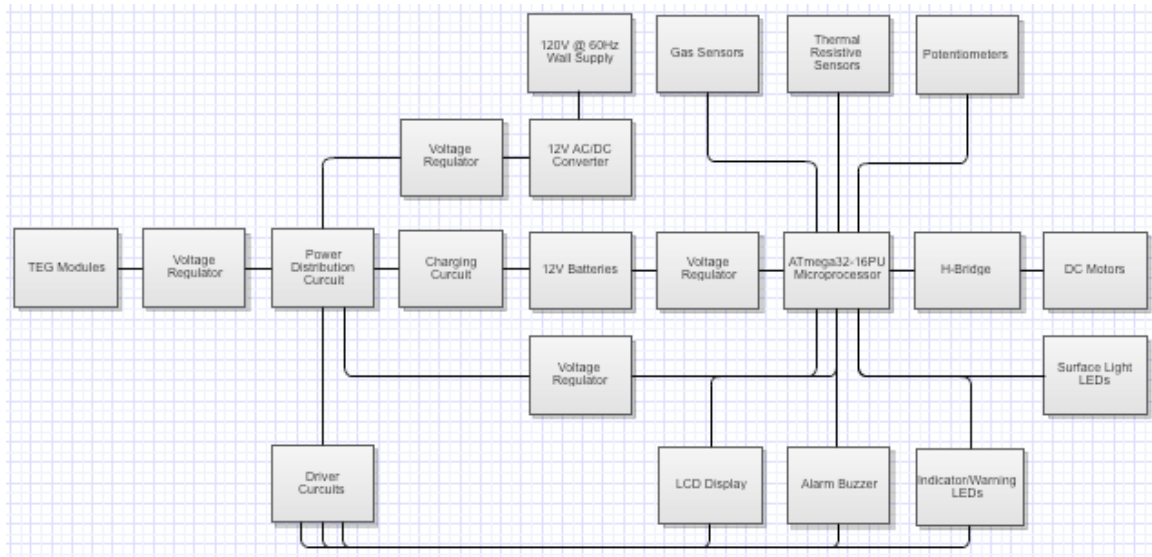 120V @ 60Hz
Wall Supply
Gas Sensors
Thermal
Resistive
Sensors
Potentiometers
Voltage
Regulator
12V AC/DC
Converter
TEG Modules
Voltage
Regulator
Power
Distribution
Curcuit
Charging
Curcuit
12V Batteries
Voltage
Regulator
ATmega32-16PU
Microprocessor
H-Bridge
DC Motors
Voltage
Regulator
Surface Light
LEDs
Driver
Curcuits
LCD Display
Alarm Buzzer
Indicator/Warning
LEDs